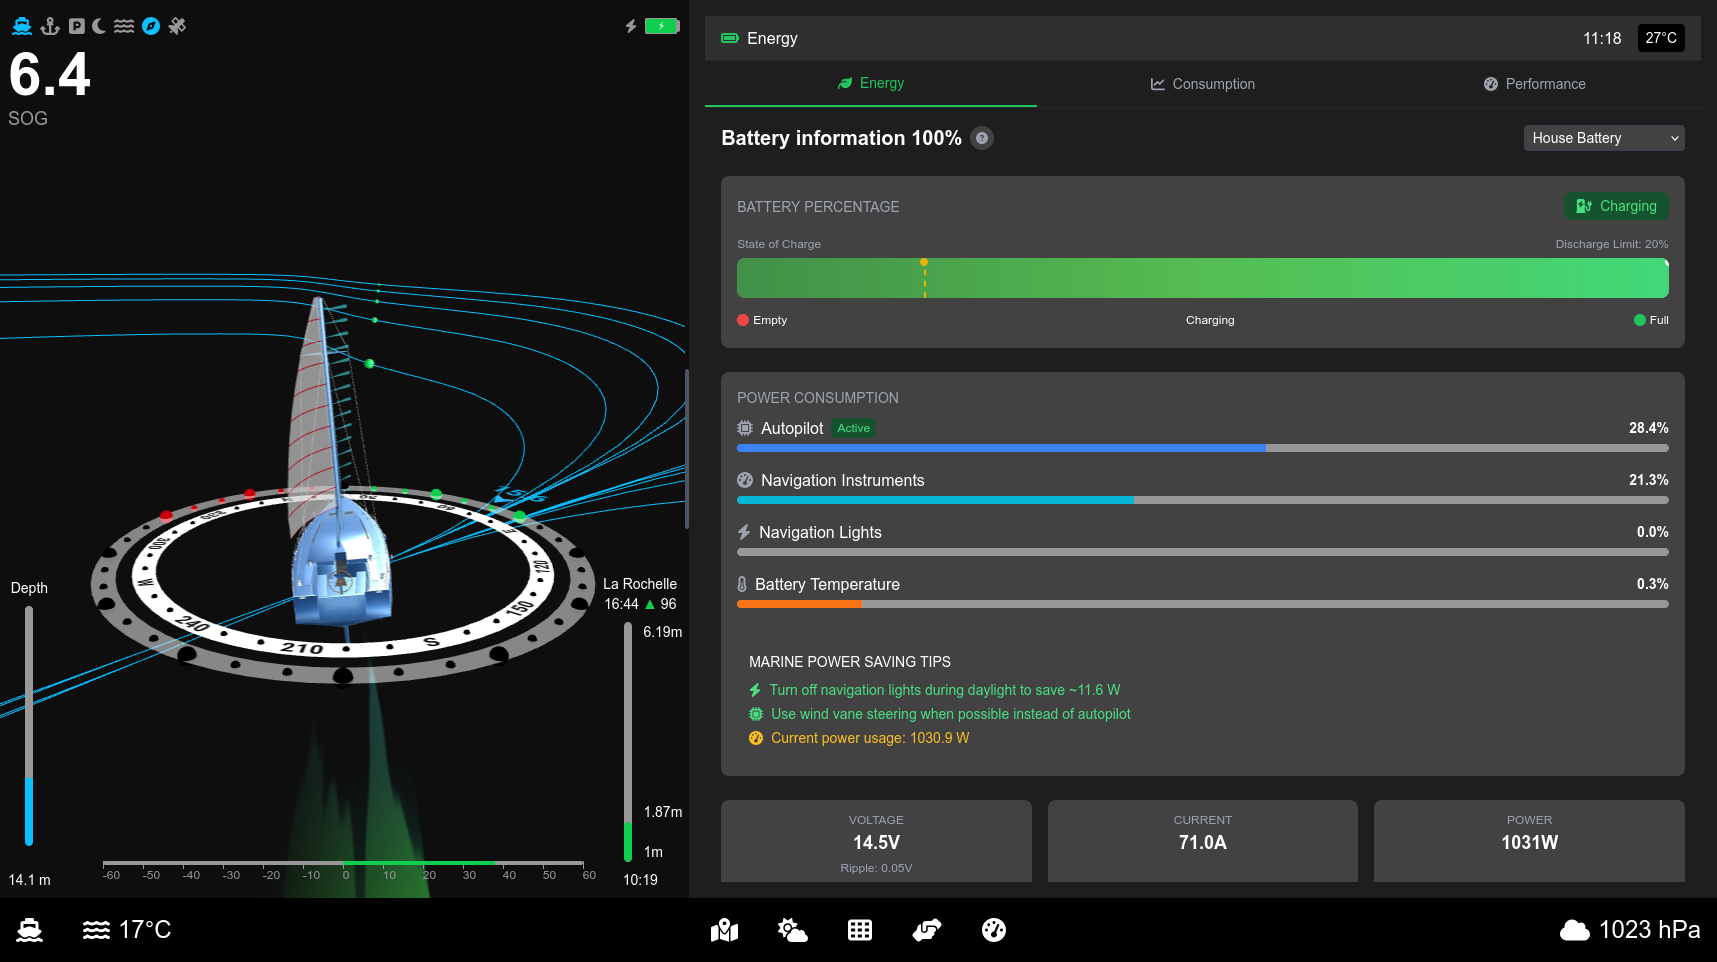 6.4
SOG
Energy
11:18
27°C
Energy
Consumption
Performance
Battery information 100%
House Battery
BATTERY PERCENTAGE
Charging
State of Charge
Discharge Limit: 20%
Empty
Charging
Full
POWER CONSUMPTION
Autopilot Active 28.4%
Navigation Instruments 21.3%
Navigation Lights 0.0%
Battery Temperature 0.3%
MARINE POWER SAVING TIPS
Turn off navigation lights during daylight to save ~11.6 W
Use wind vane steering when possible instead of autopilot
Current power usage: 1030.9 W
VOLTAGE
14.5V
Ripple: 0.05V
CURRENT
71.0A
POWER
1031W
Depth
14.1 m
La Rochelle
16:44 ▲ 96
6.19m
1.87m
1m
10:19
330
300
W
240
210
S
150
120
E
-60 -50 -40 -30 -20 -10 0 10 20 30 40 50 60
17°C
1023 hPa